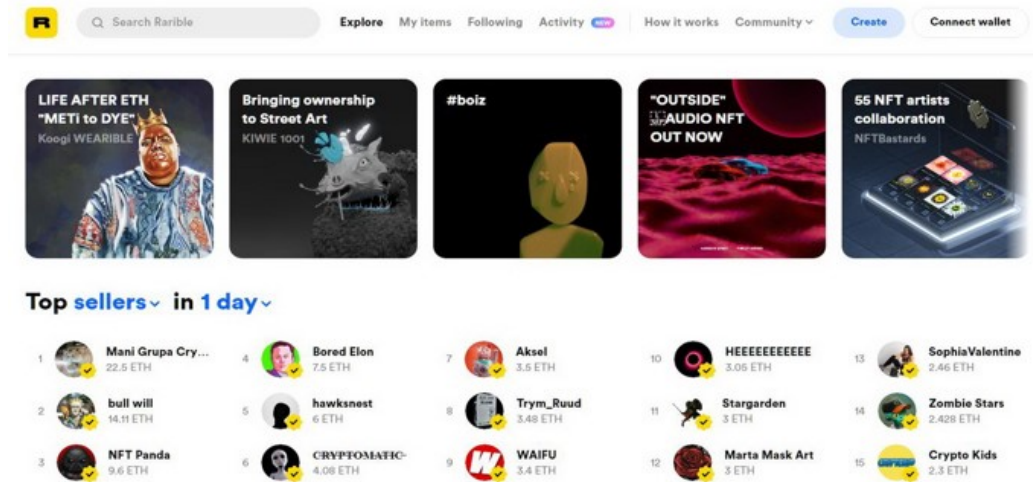 R
Search Rarible
Explore
My items
Following
Activity NEW
How it works
Community
Create
Connect wallet
LIFE AFTER ETH
"METi to DYE"
Koogi WEARIBLE
Bringing ownership
to Street Art
KIWIE 1001
#boiz
"OUTSIDE"
AUDIO NFT
OUT NOW
55 NFT artists
collaboration
NFTBastards
Top sellers in 1 day
1
Mani Grupa Cry...
22.5 ETH
2
bull will
14.11 ETH
3
NFT Panda
9.6 ETH
4
Bored Elon
7.5 ETH
5
hawksnest
6 ETH
6
CRYPTOMATIC
4.08 ETH
7
Aksel
3.5 ETH
8
Trym_Ruud
3.48 ETH
9
W.
WAIFU
3.4 ETH
10
HEEEEEEEEEEE
3.05 ETH
11
Stargarden
3 ETH
12
Marta Mask Art
3 ETH
13
SophiaValentine
2.46 ETH
14
Zombie Stars
2.428 ETH
15
Crypto Kids
2.3 ETH